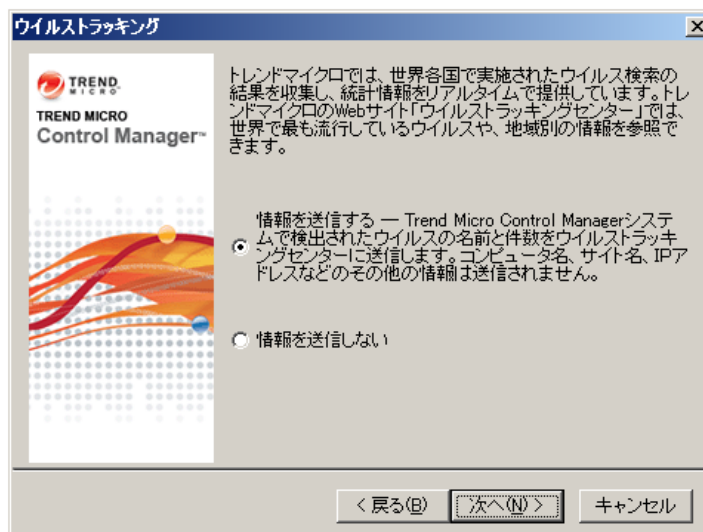 ウイルストラッキング
TREND
MICRO
TREND MICRO
Control Manager™
トレンドマイクロでは、世界各国で実施されたウイルス検索の
結果を収集し、統計情報をリアルタイムで提供しています。トレ
ンドマイクロのWebサイト「ウイルストラッキングセンター」では、
世界で最も流行しているウイルスや、地域別の情報を参照で
きます。
情報を送信する ― Trend Micro Control Managerシステ
ムで検出されたウイルスの名前と件数をウイルストラッキ
ングセンターに送信します。コンピュータ名、サイト名、IPア
ドレスなどのその他の情報は送信されません。
情報を送信しない
< 戻る(B)
次へ(N) >
キャンセル